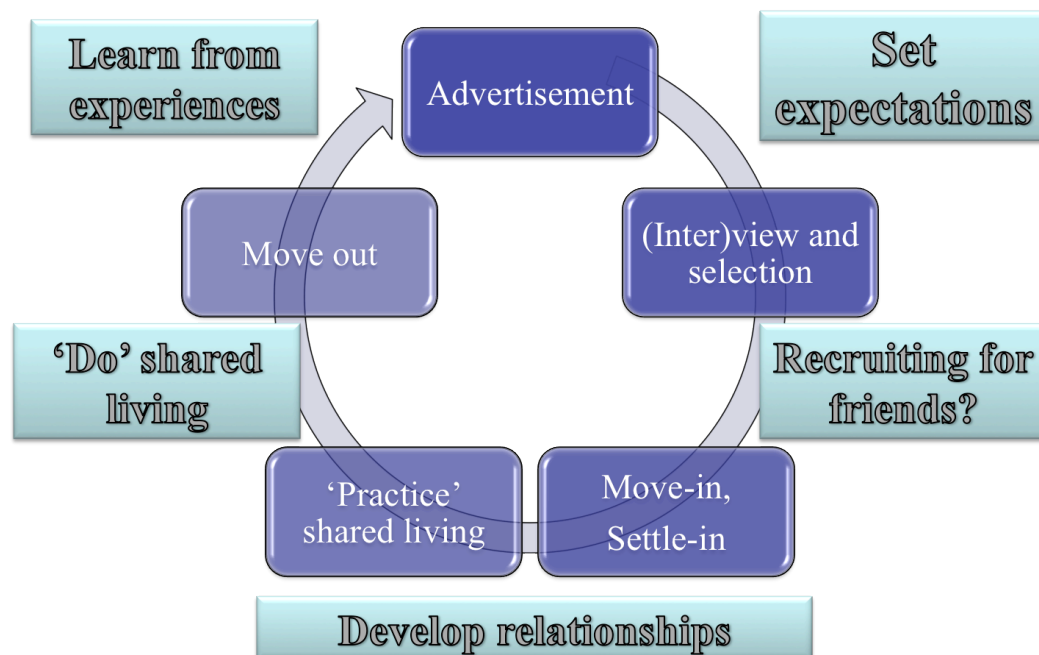 Learn from
experiences
Advertisement
Set
expectations
(Inter)view and
selection
Recruiting for
friends?
Move-in,
Settle-in
Develop relationships
‘Practice’
shared living
‘Do’ shared
living
Move out